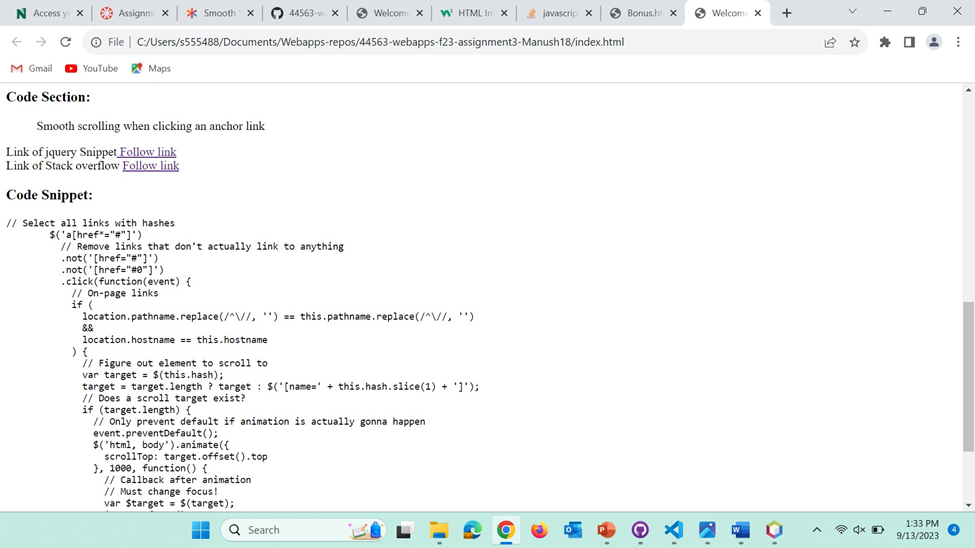 Access y
Assignm
Smooth
44563-w
Welcome
HTML Im
javascrip
Bonus.ht
Welcome
File
C:/Users/s555488/Documents/Webapps-repos/44563-webapps-f23-assignment3-Manush18/index.html
Gmail YouTube Maps
Code Section:
Smooth scrolling when clicking an anchor link
Link of jquery Snippet Follow link
Link of Stack overflow Follow link
Code Snippet:
// Select all links with hashes
$('a[href*="#"]')
// Remove links that don't actually link to anything
.not('[href="#"]')
.not('[href="#0"]')
.click(function(event) {
// On-page links
if (
location.pathname.replace(/^\//, '') == this.pathname.replace(/^\//, '')
&&
location.hostname == this.hostname
) {
// Figure out element to scroll to
var target = $(this.hash);
target = target.length ? target : $('[name=' + this.hash.slice(1) + ']');
// Does a scroll target exist?
if (target.length) {
// Only prevent default if animation is actually gonna happen
event.preventDefault();
$('html, body').animate({
scrollTop: target.offset().top
}, 1000, function() {
// Callback after animation
// Must change focus!
var $target = $(target);
Search
1:33 PM
9/13/2023
4